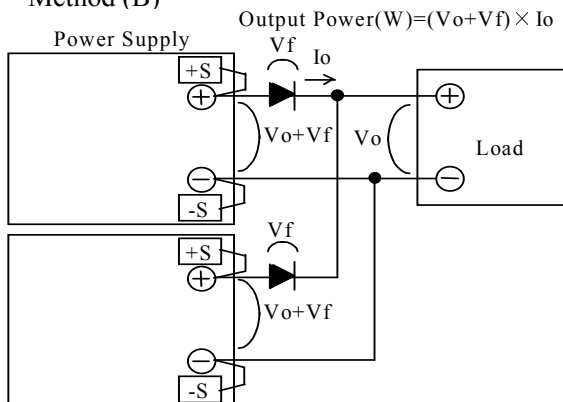 Method (B)
Output Power(W)=(Vo+Vf)×Io
Power Supply
Vf
Io
+S
+
Vo+Vf
Vo
+
Load
−
−
-S
Vf
+S
+
Vo+Vf
−
-S